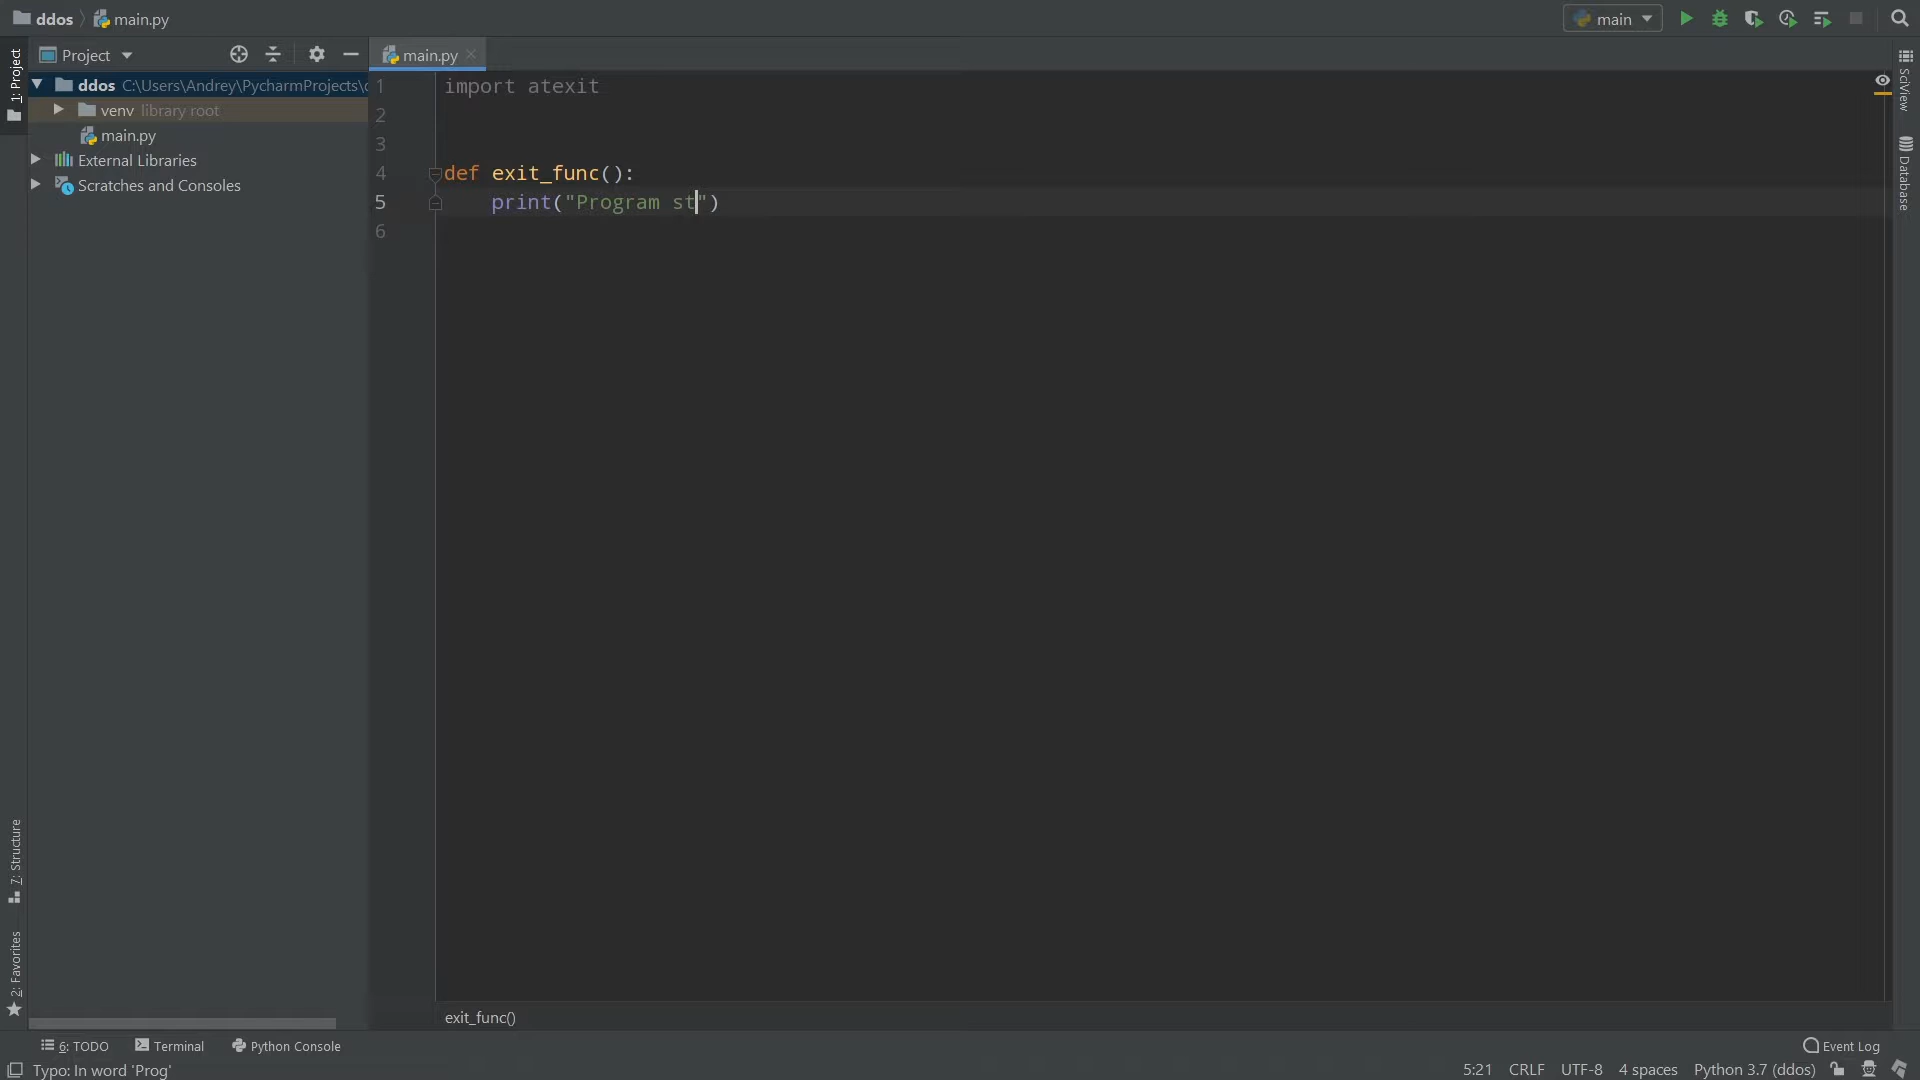 ddos main.py
main
Project
main.py
1: Project
ddos C:\Users\Andrey\PycharmProjects\
venv library root
main.py
External Libraries
Scratches and Consoles
1 import atexit
2
3
4 def exit_func():
5 print("Program st")
6
SciView
Database
7: Structure
2: Favorites
exit_func()
6: TODO
Terminal
Python Console
Event Log
Typo: In word 'Prog'
5:21 CRLF UTF-8 4 spaces Python 3.7 (ddos)